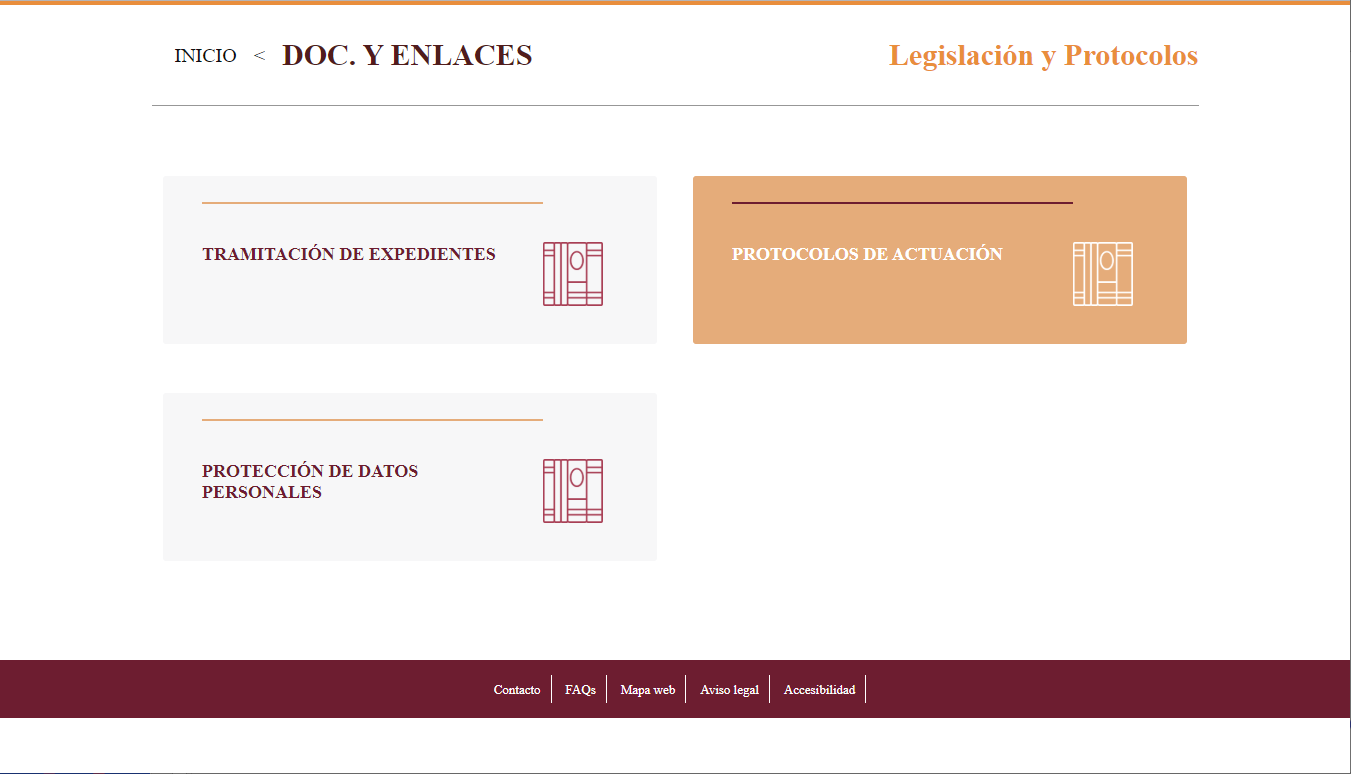 INICIO < DOC. Y ENLACES
Legislación y Protocolos
TRAMITACIÓN DE EXPEDIENTES
PROTOCOLOS DE ACTUACIÓN
PROTECCIÓN DE DATOS
PERSONALES
Contacto FAQs Mapa web Aviso legal Accesibilidad